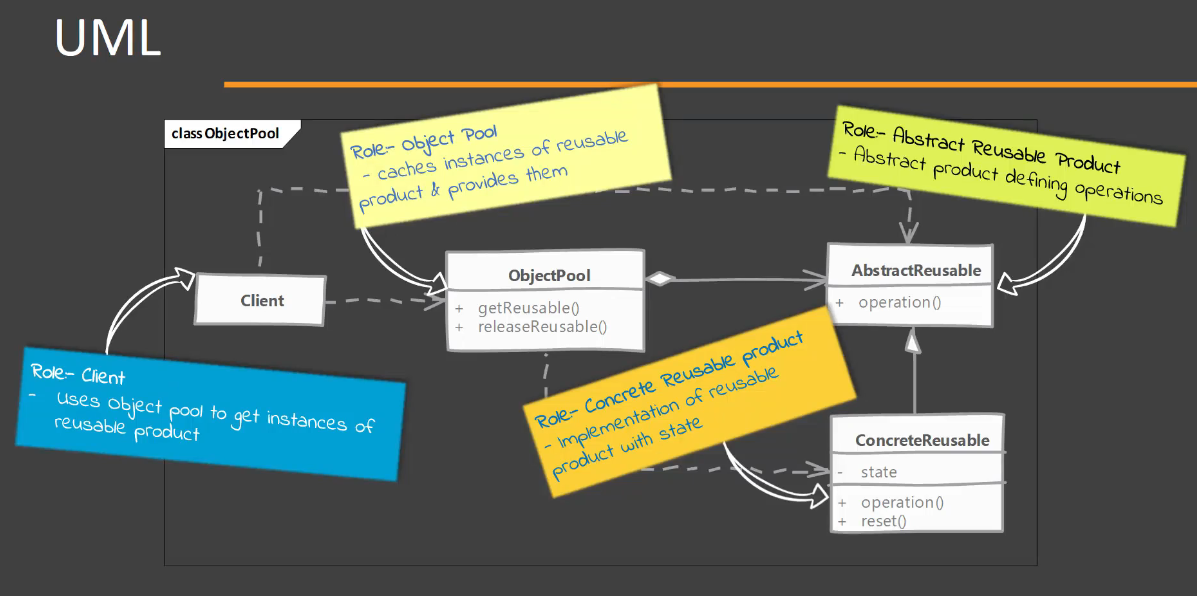 UML
class ObjectPool
Role- Object Pool
- caches instances of reusable
product & provides them
Role- Abstract Reusable Product
- Abstract product defining operations
Client
ObjectPool
+ getReusable()
+ releaseReusable()
AbstractReusable
+ operation()
Role- Client
- Uses Object pool to get instances of
reusable product
Role- Concrete Reusable product
- Implementation of reusable
product with state
ConcreteReusable
- state
+ operation()
+ reset()